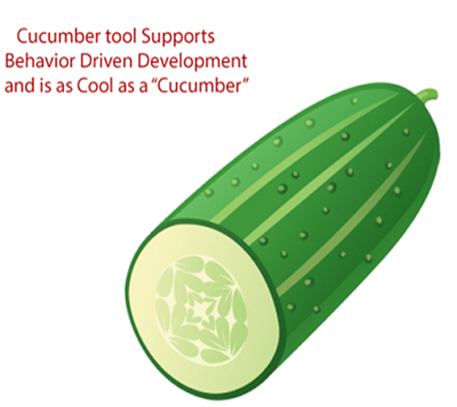 Cucumber tool Supports
Behavior Driven Development
and is as Cool as a “Cucumber”